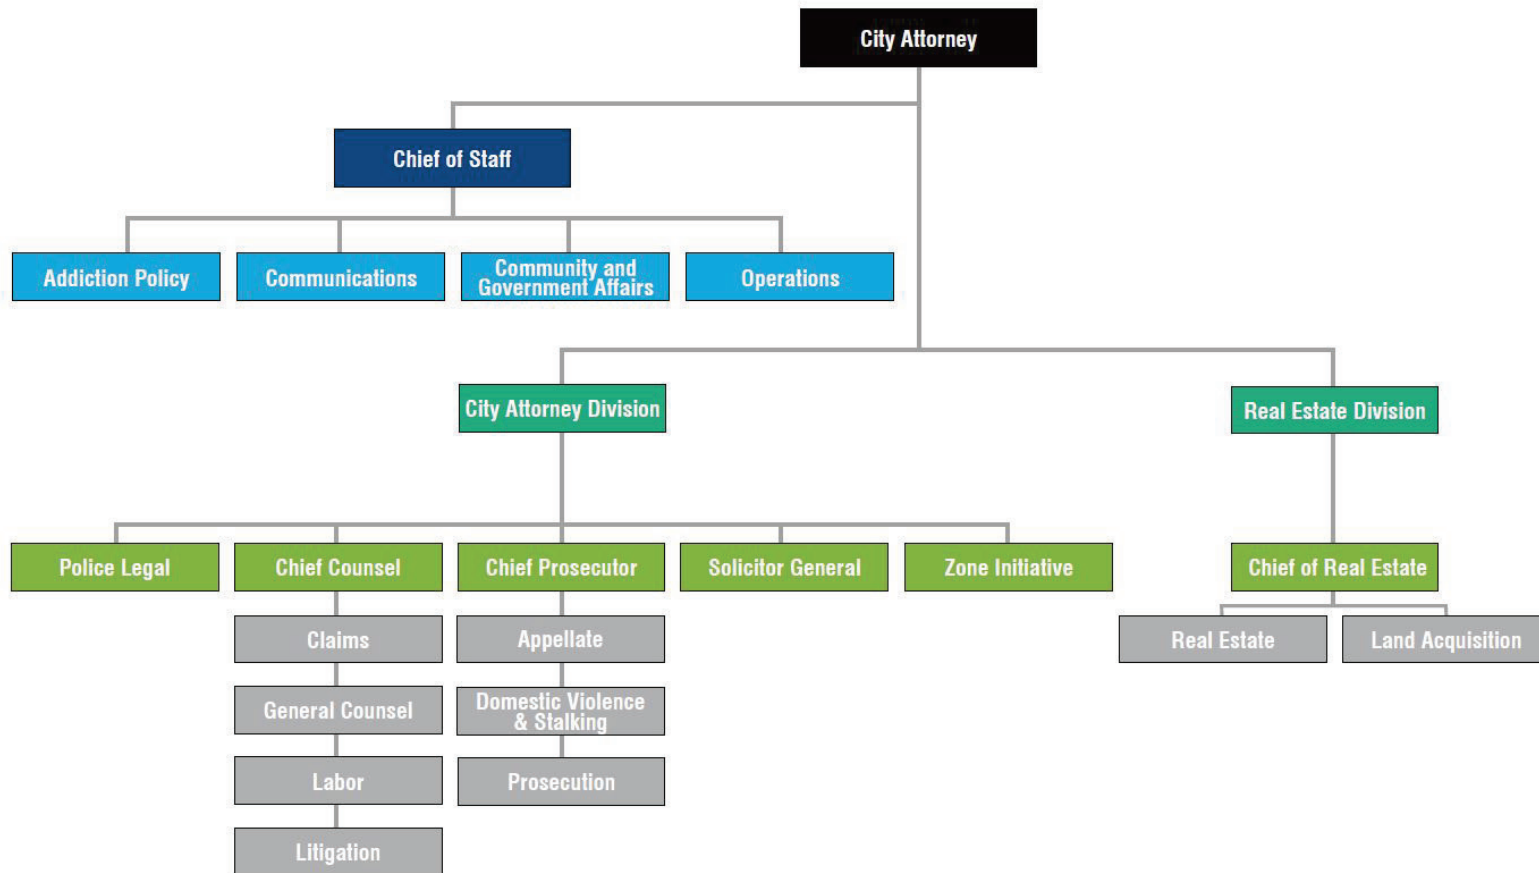 City Attorney
Chief of Staff
Addiction Policy
Communications
Community and
Government Affairs
Operations
City Attorney Division
Real Estate Division
Police Legal
Chief Counsel
Chief Prosecutor
Solicitor General
Zone Initiative
Chief of Real Estate
Claims
Appellate
Real Estate
Land Acquisition
General Counsel
Domestic Violence
& Stalking
Labor
Prosecution
Litigation